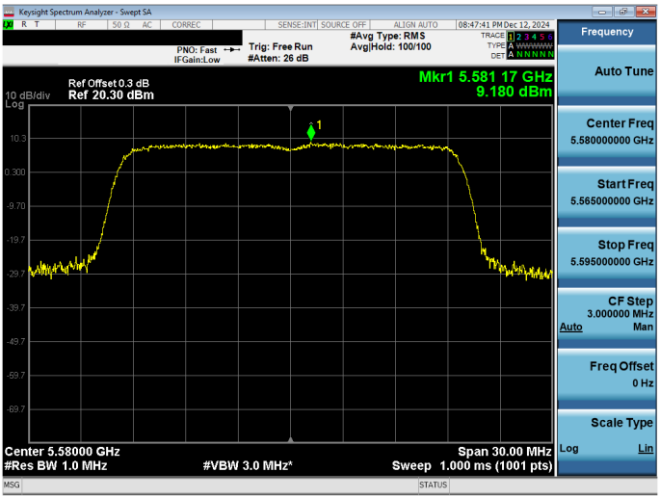 Keysight Spectrum Analyzer - Swept SA
R T RF 50 Ω AC CORREC SENSE:INT SOURCE OFF ALIGN AUTO 08:47:41 PM Dec 12, 2024
PNO: Fast
IFGain:Low
Trig: Free Run
#Atten: 26 dB
#Avg Type: RMS
Avg|Hold: 100/100
TRACE 1 2 3 4 5 6
TYPE A WWWWW
DET A N N N N N
Frequency
Mkr1 5.581 17 GHz
9.180 dBm
Ref Offset 0.3 dB
10 dB/div Ref 20.30 dBm
Log
1
10.3
0.300
-9.70
-19.7
-29.7
-39.7
-49.7
-59.7
-69.7
Center 5.58000 GHz Span 30.00 MHz
#Res BW 1.0 MHz #VBW 3.0 MHz* Sweep 1.000 ms (1001 pts)
Auto Tune
Center Freq
5.580000000 GHz
Start Freq
5.565000000 GHz
Stop Freq
5.595000000 GHz
CF Step
3.000000 MHz
Auto Man
Freq Offset
0 Hz
Scale Type
Log Lin
MSG STATUS